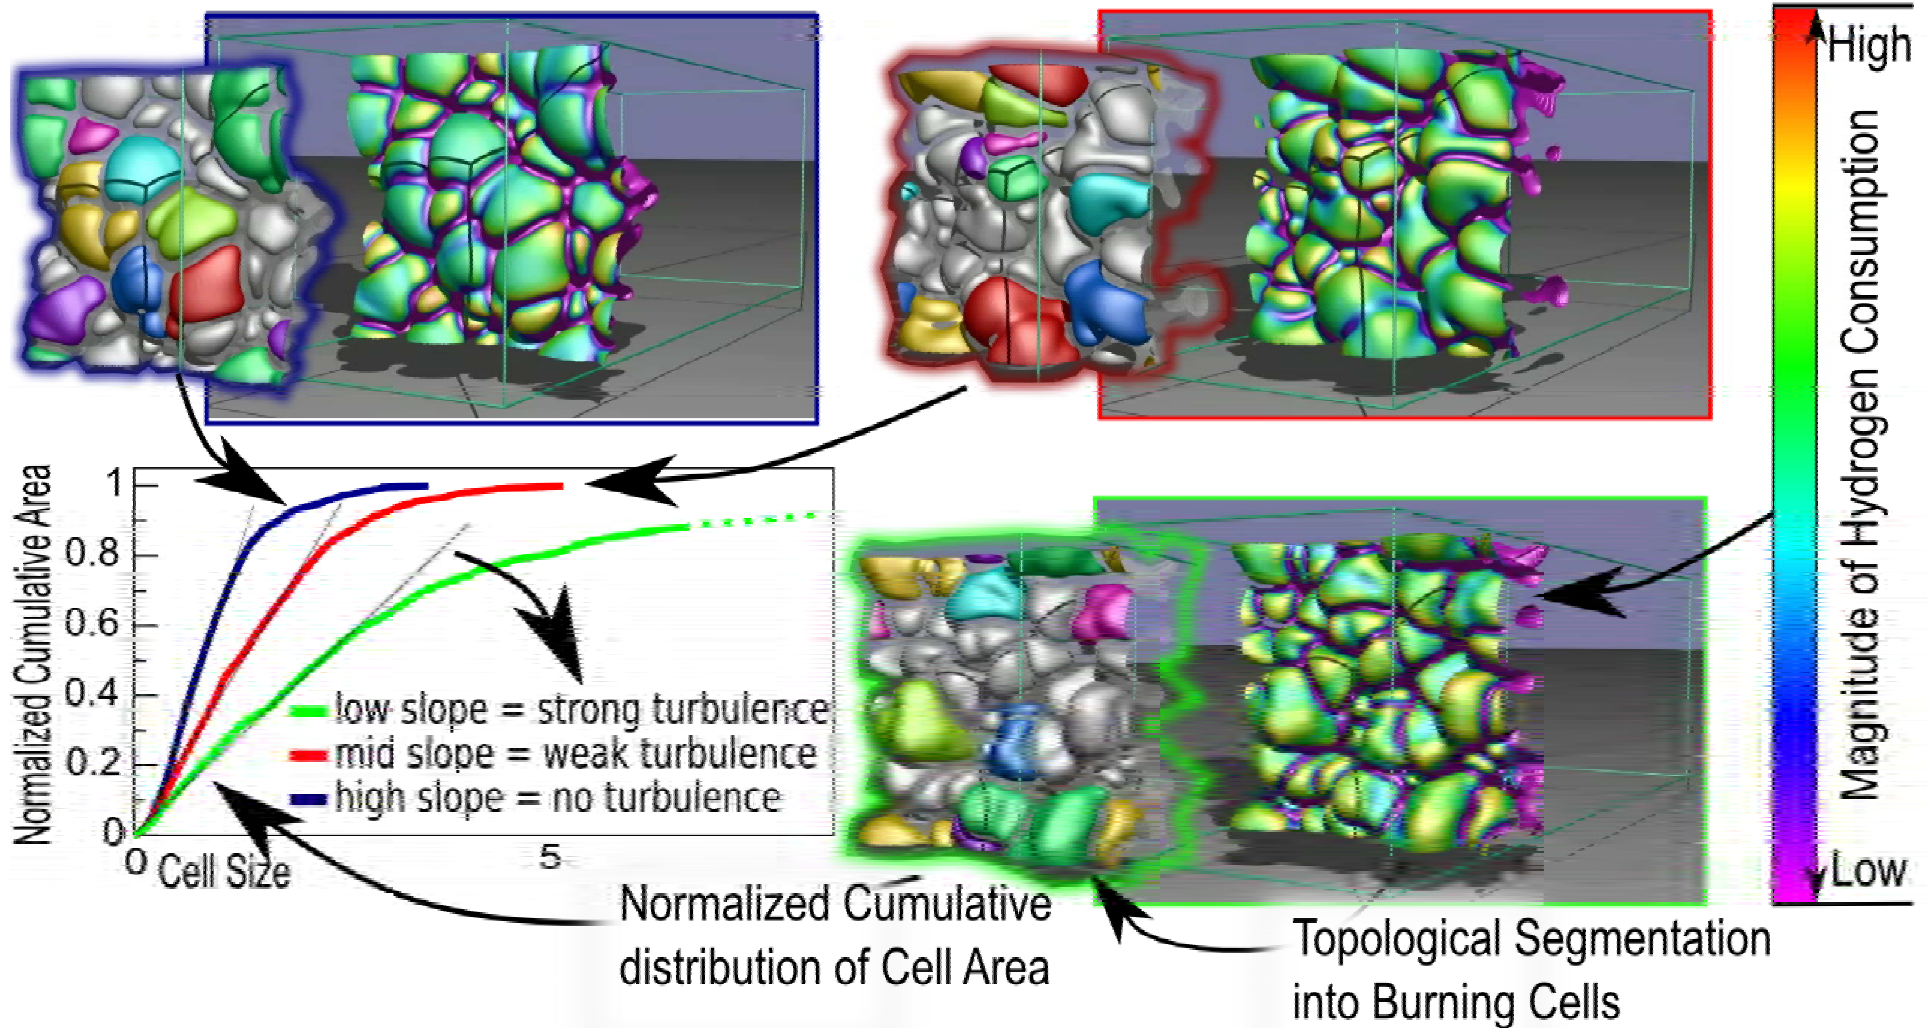 High
Magnitude of Hydrogen Consumption
Low
Normalized Cumulative Area
1
0.8
0.6
0.4
0.2
0
0
5
Cell Size
low slope = strong turbulence
mid slope = weak turbulence
high slope = no turbulence
Normalized Cumulative
distribution of Cell Area
Topological Segmentation
into Burning Cells